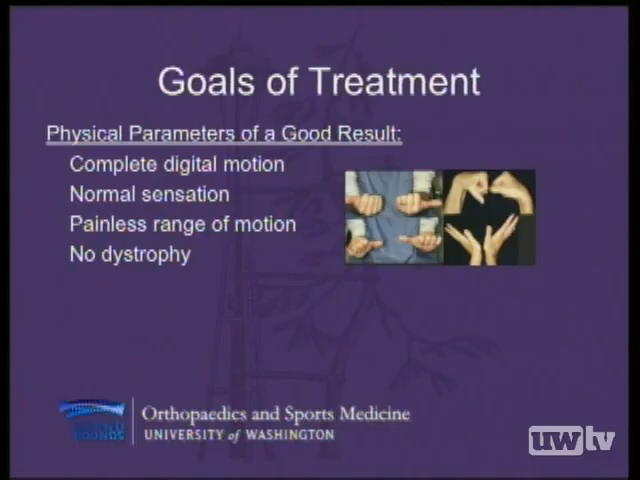 Goals of Treatment
Physical Parameters of a Good Result:
Complete digital motion
Normal sensation
Painless range of motion
No dystrophy
ROUNDS
Orthopaedics and Sports Medicine
UNIVERSITY of WASHINGTON
uwtv